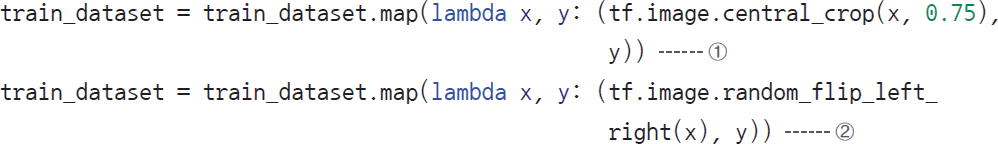 train_dataset = train_dataset.map(lambda x, y: (tf.image.central_crop(x, 0.75),
y)) ------ ①
train_dataset = train_dataset.map(lambda x, y: (tf.image.random_flip_left_
right(x), y)) ------ ②